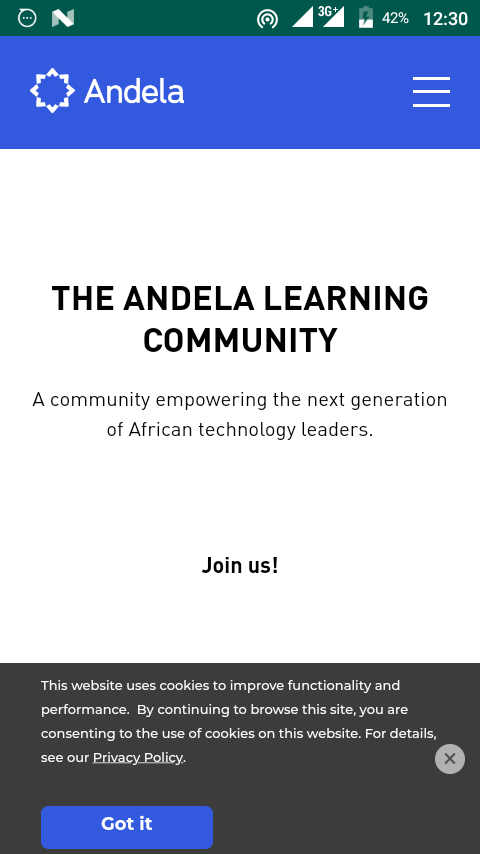 3G+ 42% 12:30
Andela
THE ANDELA LEARNING
COMMUNITY
A community empowering the next generation
of African technology leaders.
Join us!
This website uses cookies to improve functionality and
performance.  By continuing to browse this site, you are
consenting to the use of cookies on this website. For details,
see our Privacy Policy.
Got it